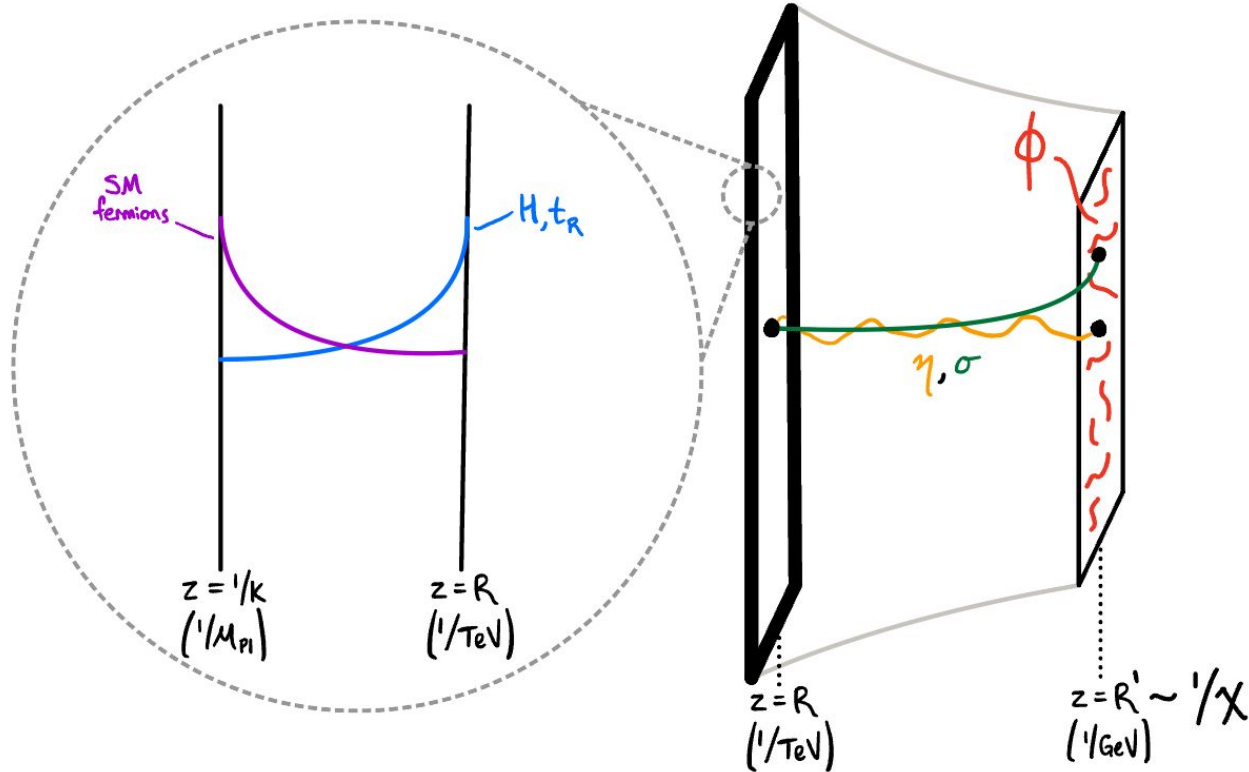 SM
fermions
H, t_R
z = 1/k
(1/M_Pl)
z = R
(1/TeV)
ϕ
η, σ
z = R
(1/TeV)
z = R' ~ 1/χ
(1/GeV)